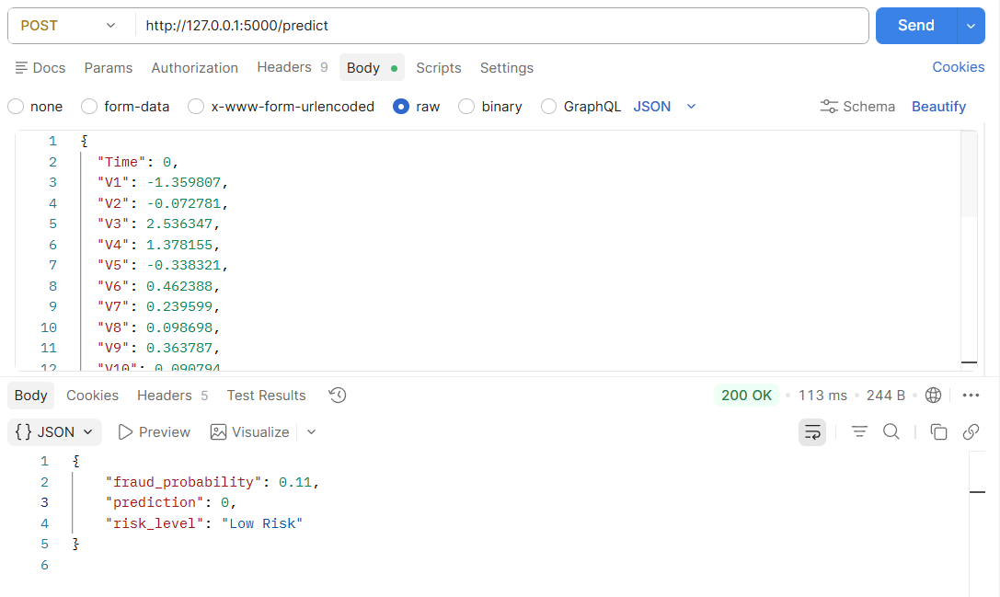 POST http://127.0.0.1:5000/predict Send
Docs Params Authorization Headers 9 Body Scripts Settings Cookies
none form-data x-www-form-urlencoded raw binary GraphQL JSON Schema Beautify
1 {
2 "Time": 0,
3 "V1": -1.359807,
4 "V2": -0.072781,
5 "V3": 2.536347,
6 "V4": 1.378155,
7 "V5": -0.338321,
8 "V6": 0.462388,
9 "V7": 0.239599,
10 "V8": 0.098698,
11 "V9": 0.363787,
12 "V10": 0.090794
Body Cookies Headers 5 Test Results 200 OK • 113 ms • 244 B •
{} JSON Preview Visualize
1 {
2 "fraud_probability": 0.11,
3 "prediction": 0,
4 "risk_level": "Low Risk"
5 }
6